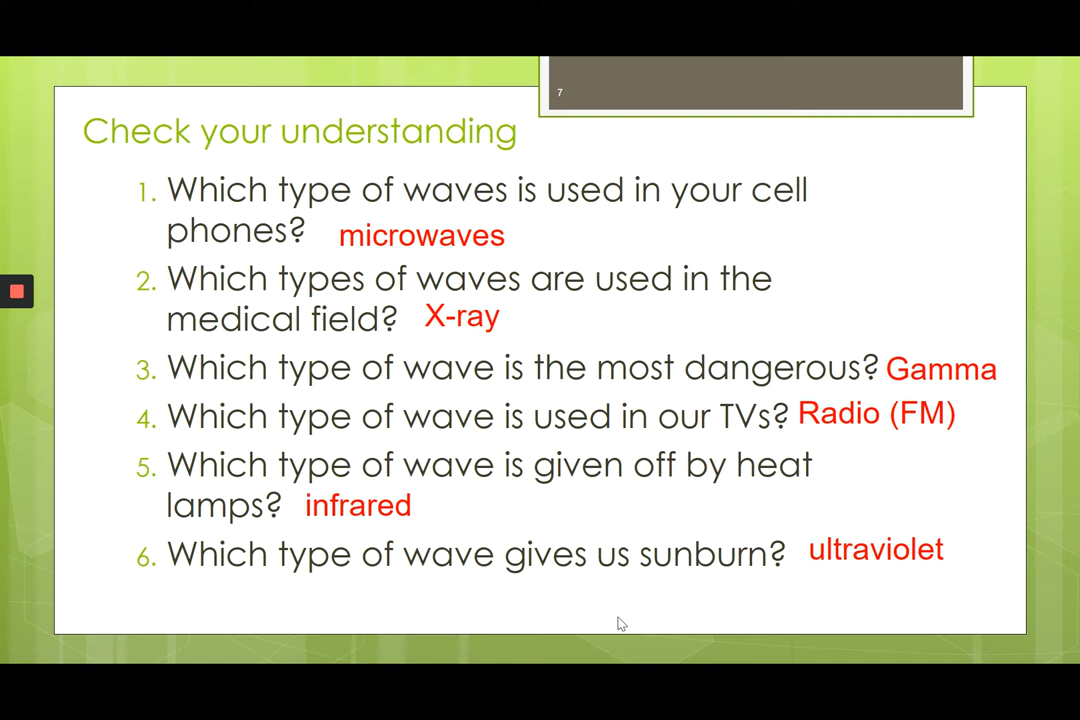 7
Check your understanding
1. Which type of waves is used in your cell
phones? microwaves
2. Which types of waves are used in the
medical field? X-ray
3. Which type of wave is the most dangerous? Gamma
4. Which type of wave is used in our TVs? Radio (FM)
5. Which type of wave is given off by heat
lamps? infrared
6. Which type of wave gives us sunburn? ultraviolet